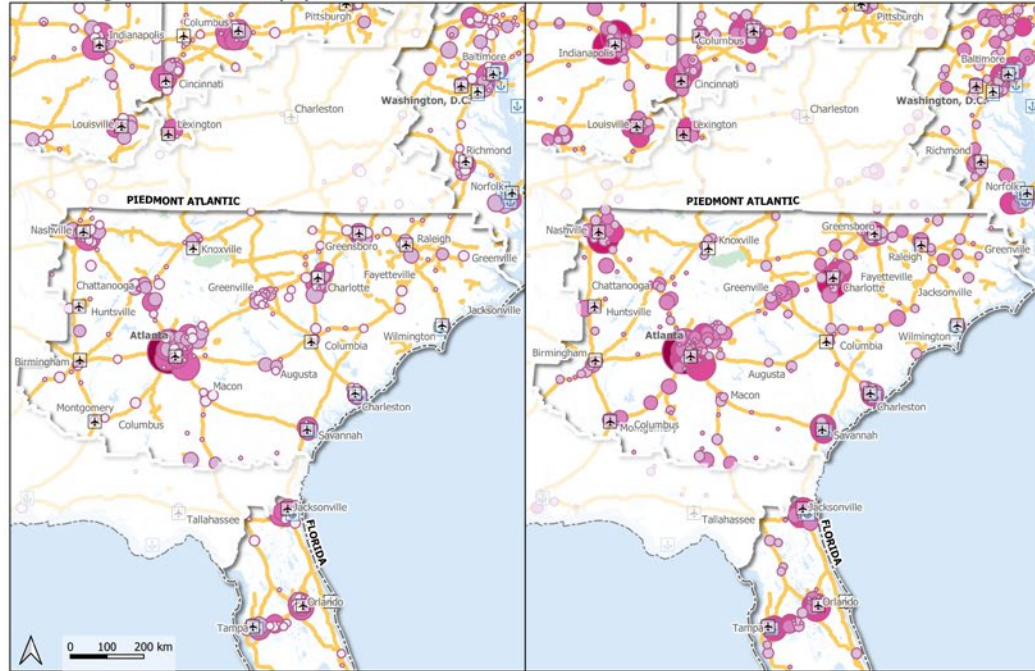 Indianapolis
Columbus
Pittsburgh
Cincinnati
Baltimore
Washington, D.C.
Charleston
Louisville
Lexington
Richmond
Norfolk
PIEDMONT ATLANTIC
Nashville
Knoxville
Greensboro
Raleigh
Greenville
Chattanooga
Greenville
Charlotte
Fayetteville
Huntsville
Jacksonville
Atlanta
Wilmington
Birmingham
Columbia
Augusta
Macon
Montgomery
Columbus
Charleston
Savannah
Tallahassee
Jacksonville
FLORIDA
Orlando
Tampa
0 100 200 km
Indianapolis
Columbus
Pittsburgh
Cincinnati
Baltimore
Washington, D.C.
Charleston
Louisville
Lexington
Richmond
Norfolk
PIEDMONT ATLANTIC
Nashville
Knoxville
Greensboro
Raleigh
Greenville
Chattanooga
Greenville
Charlotte
Fayetteville
Huntsville
Jacksonville
Atlanta
Wilmington
Birmingham
Columbia
Augusta
Macon
Columbus
Charleston
Savannah
Tallahassee
Jacksonville
FLORIDA
Orlando
Tampa